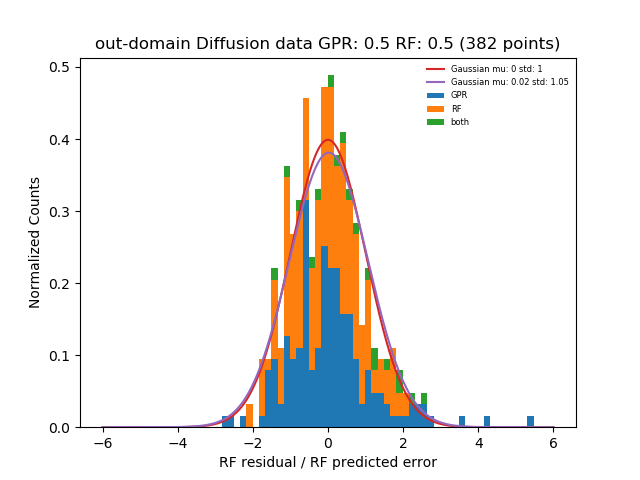 out-domain Diffusion data GPR: 0.5 RF: 0.5 (382 points)
Gaussian mu: 0 std: 1
Gaussian mu: 0.02 std: 1.05
GPR
RF
both
Normalized Counts
0.5
0.4
0.3
0.2
0.1
0.0
−6 −4 −2 0 2 4 6
RF residual / RF predicted error